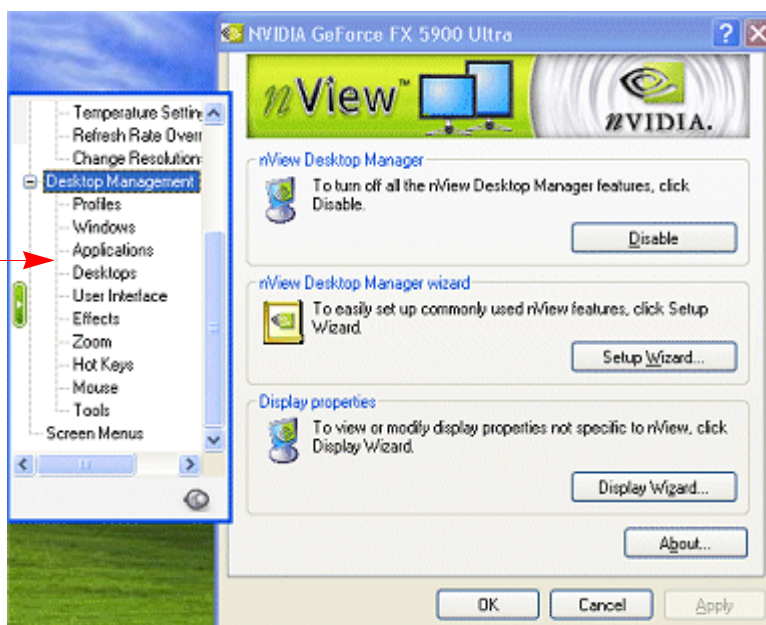 NVIDIA GeForce FX 5900 Ultra
nView™
NVIDIA.
Temperature Setting
Refresh Rate Overr
Change Resolution
Desktop Management
Profiles
Windows
Applications
Desktops
User Interface
Effects
Zoom
Hot Keys
Mouse
Tools
Screen Menus
nView Desktop Manager
To turn off all the nView Desktop Manager features, click
Disable.
Disable
nView Desktop Manager wizard
To easily set up commonly used nView features, click Setup
Wizard.
Setup Wizard...
Display properties
To view or modify display properties not specific to nView, click
Display Wizard.
Display Wizard...
About...
OK
Cancel
Apply